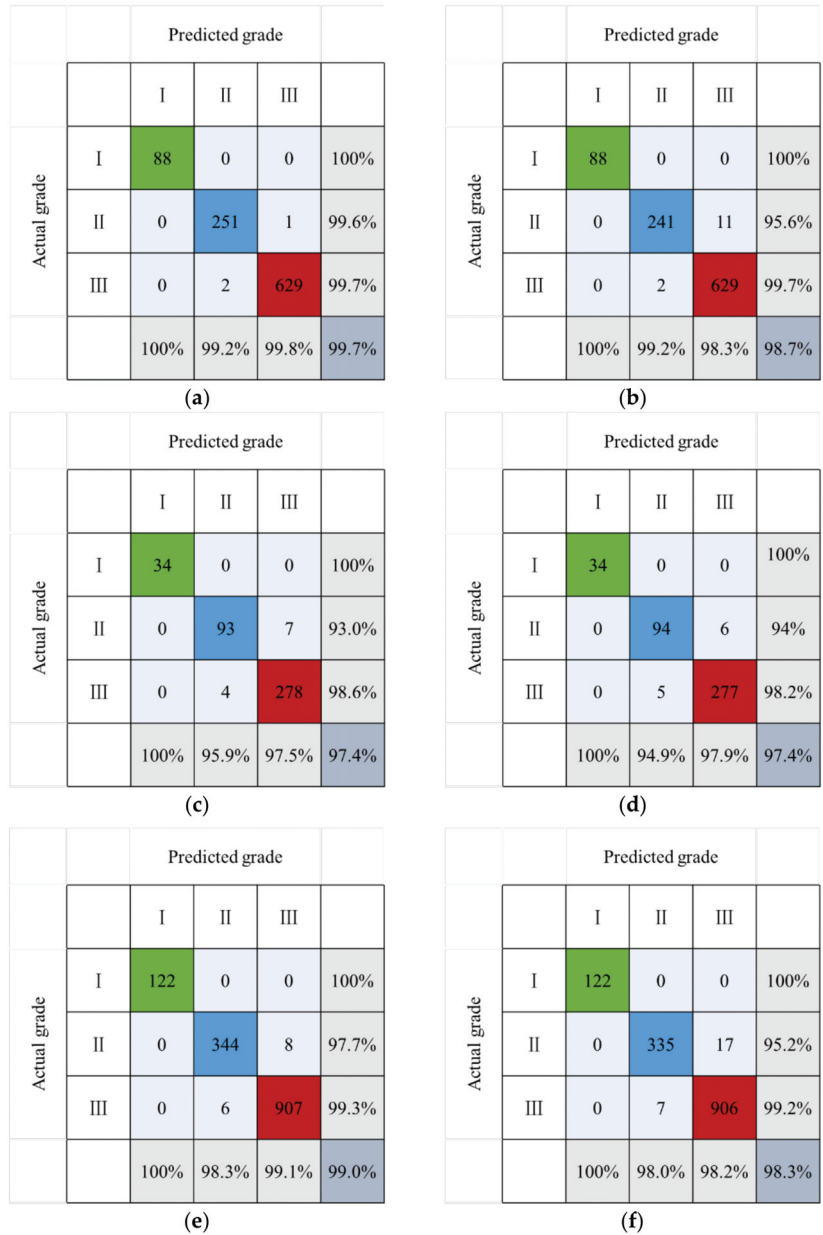 Predicted grade
I II III
Actual grade
I 88 0 0 100%
II 0 251 1 99.6%
III 0 2 629 99.7%
100% 99.2% 99.8% 99.7%
(a)
Predicted grade
I II III
Actual grade
I 88 0 0 100%
II 0 241 11 95.6%
III 0 2 629 99.7%
100% 99.2% 98.3% 98.7%
(b)
Predicted grade
I II III
Actual grade
I 34 0 0 100%
II 0 93 7 93.0%
III 0 4 278 98.6%
100% 95.9% 97.5% 97.4%
(c)
Predicted grade
I II III
Actual grade
I 34 0 0 100%
II 0 94 6 94%
III 0 5 277 98.2%
100% 94.9% 97.9% 97.4%
(d)
Predicted grade
I II III
Actual grade
I 122 0 0 100%
II 0 344 8 97.7%
III 0 6 907 99.3%
100% 98.3% 99.1% 99.0%
(e)
Predicted grade
I II III
Actual grade
I 122 0 0 100%
II 0 335 17 95.2%
III 0 7 906 99.2%
100% 98.0% 98.2% 98.3%
(f)